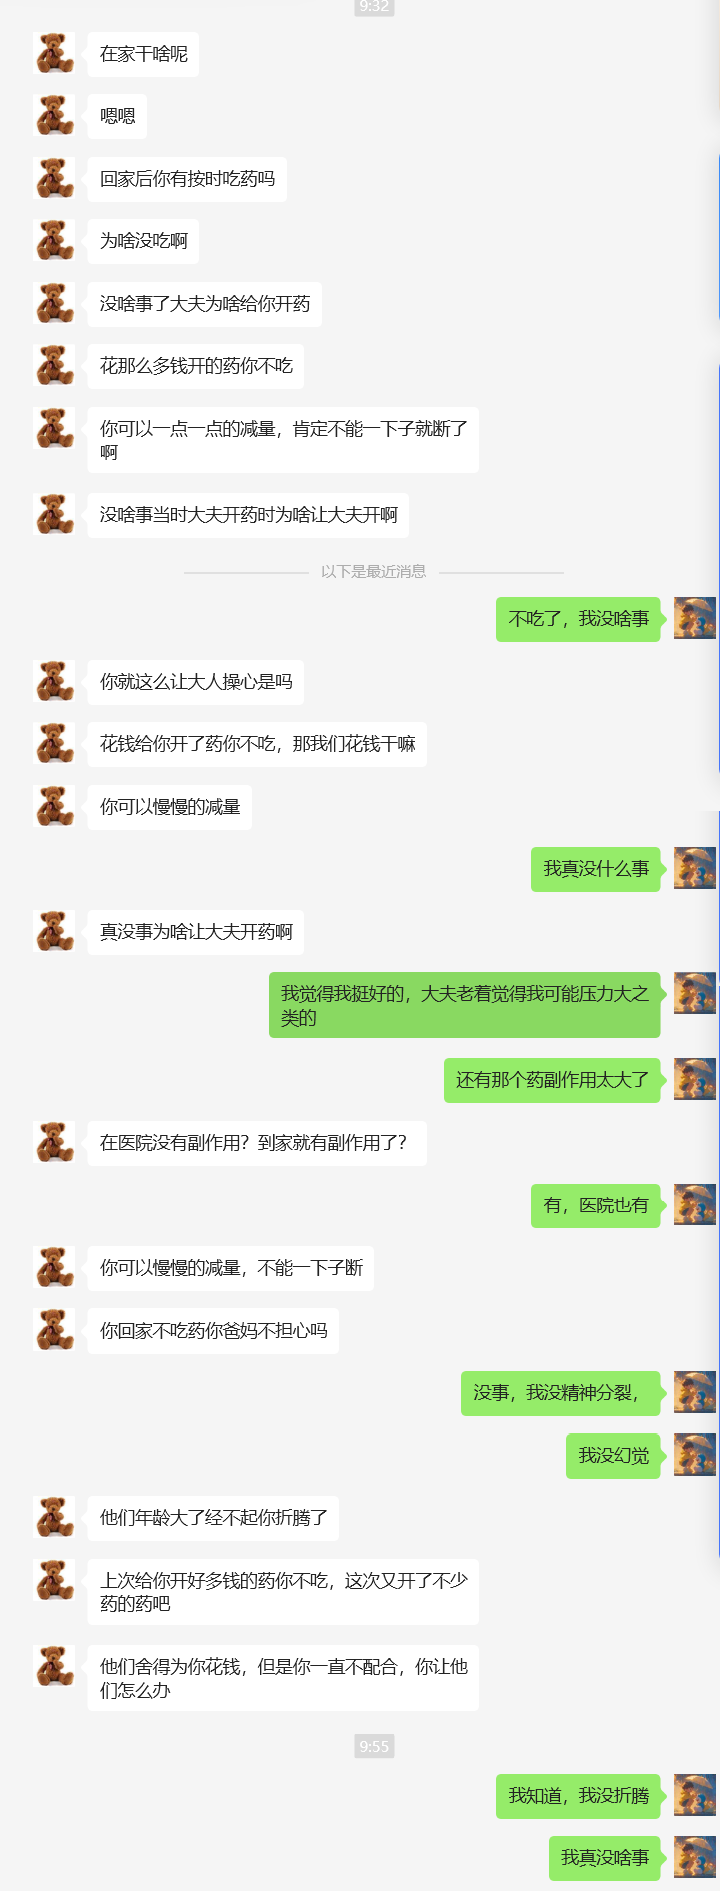 9:32
在家干啥呢
嗯嗯
回家后你有按时吃药吗
为啥没吃啊
没啥事了大夫为啥给你开药
花那么多钱开的药你不吃
你可以一点一点的减量，肯定不能一下子就断了
啊
没啥事当时大夫开药时为啥让大夫开啊
以下是最近消息
不吃了，我没啥事
你就这么让大人操心是吗
花钱给你开了药你不吃，那我们花钱干嘛
你可以慢慢的减量
我真没什么事
真没事为啥让大夫开药啊
我觉得我挺好的，大夫老着觉得我可能压力大之
类的
还有那个药副作用太大了
在医院没有副作用？到家就有副作用了？
有，医院也有
你可以慢慢的减量，不能一下子断
你回家不吃药你爸妈不担心吗
没事，我没精神分裂，
我没幻觉
他们年龄大了经不起你折腾了
上次给你开好多钱的药你不吃，这次又开了不少
药的药吧
他们舍得为你花钱，但是你一直不配合，你让他
们怎么办
9:55
我知道，我没折腾
我真没啥事